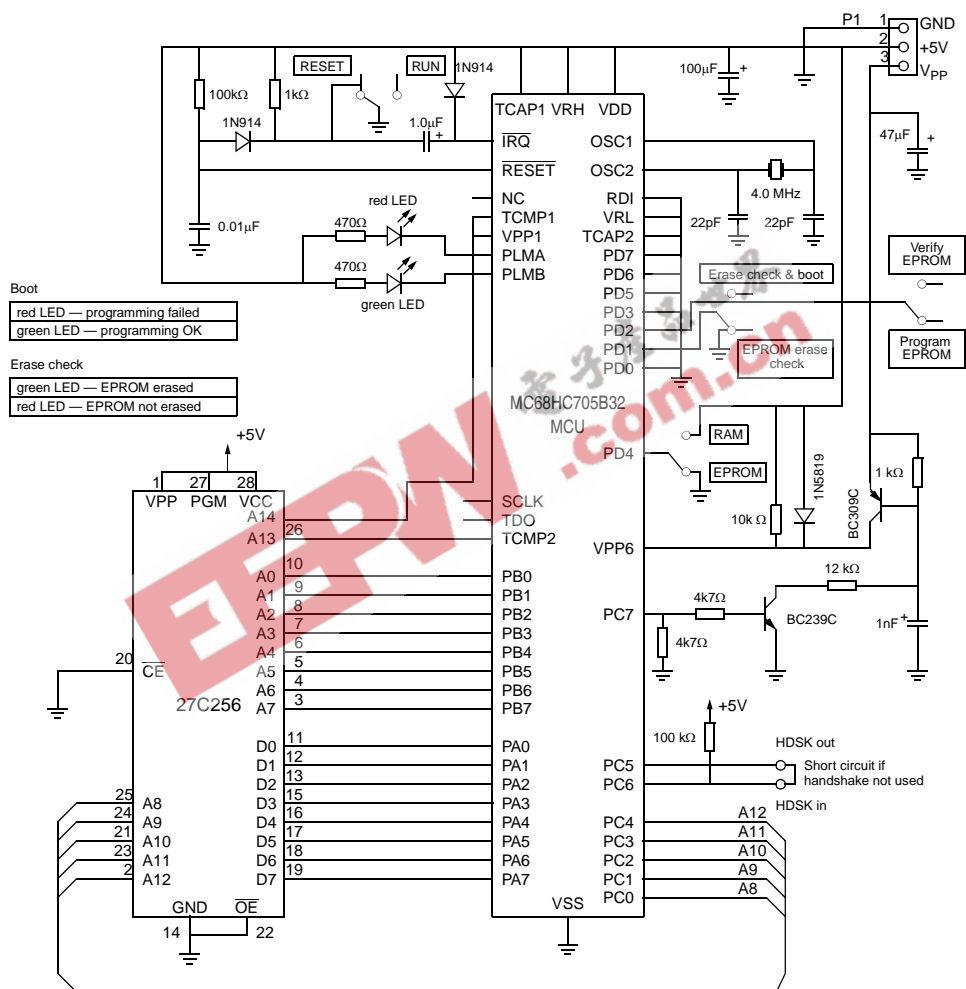 P1
1
GND
2
+5V
3
VPP
RESET
RUN
1N914
100kΩ
1kΩ
1N914
1.0µF
+
100µF
+
47µF
+
TCAP1 VRH VDD
IRQ
OSC1
RESET
OSC2
4.0 MHz
NC
RDI
TCMP1
VRL
VPP1
TCAP2
PLMA
PD7
PLMB
PD6
PD5
PD3
PD2
PD1
PD0
22pF
22pF
0.01µF
red LED
470Ω
470Ω
green LED
Erase check & boot
EPROM erase
check
Verify
EPROM
Program
EPROM
Boot
red LED — programming failed
green LED — programming OK
Erase check
green LED — EPROM erased
red LED — EPROM not erased
電子產品世界
EEPW.com.cn
MC68HC705B32
MCU
RAM
PD4
EPROM
+5V
1
27
28
VPP PGM VCC
A14
A13
26
SCLK
TDO
TCMP2
VPP6
10k Ω
1N5819
BC309C
1 kΩ
12 kΩ
PC7
4k7Ω
4k7Ω
BC239C
1nF
+
A0
10
PB0
A1
9
PB1
A2
8
PB2
A3
7
PB3
A4
6
PB4
A5
5
PB5
A6
4
PB6
A7
3
PB7
20
CE
27C256
D0
11
PA0
D1
12
PA1
D2
13
PA2
D3
15
PA3
D4
16
PA4
D5
17
PA5
D6
18
PA6
D7
19
PA7
25
A8
24
A9
21
A10
23
A11
2
A12
GND
OE
14
22
VSS
+5V
100 kΩ
PC5
PC6
HDSK out
Short circuit if
handshake not used
HDSK in
PC4
A12
PC3
A11
PC2
A10
PC1
A9
PC0
A8